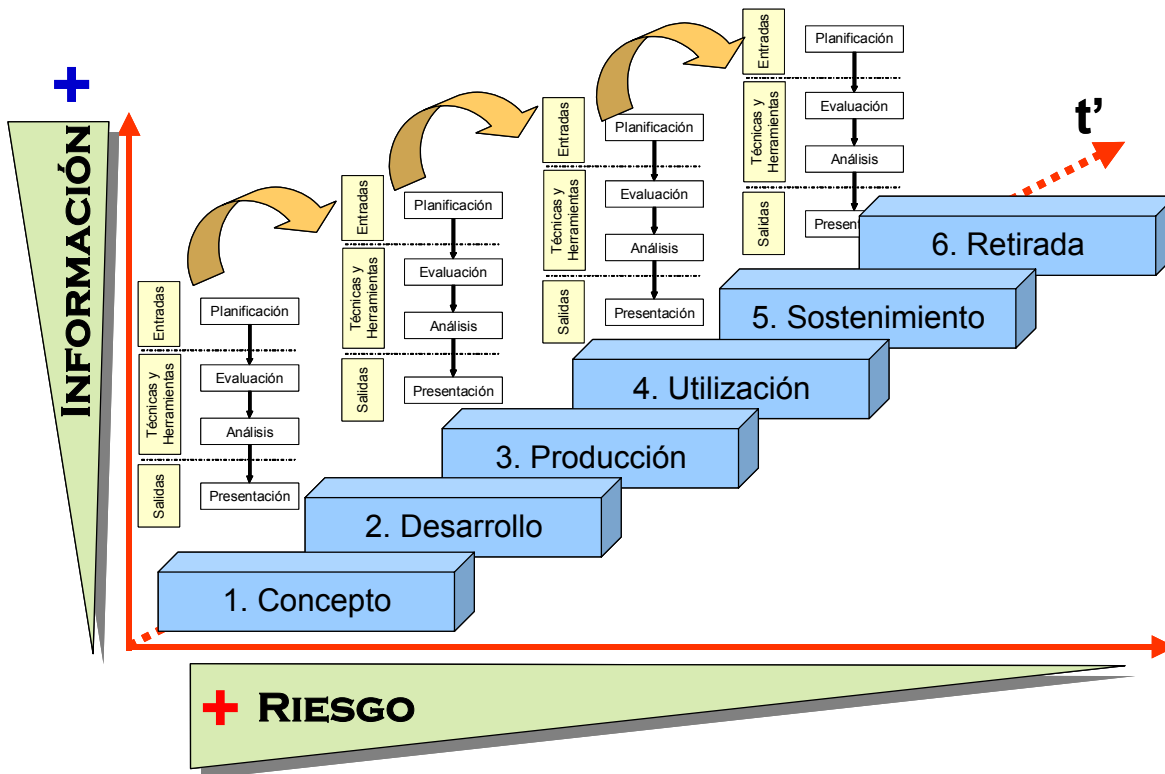 +
INFORMACIÓN
Entradas
Técnicas y
Herramientas
Salidas
Planificación
Evaluación
Análisis
Presentación
Entradas
Técnicas y
Herramientas
Salidas
Planificación
Evaluación
Análisis
Presentación
Entradas
Técnicas y
Herramientas
Salidas
Planificación
Evaluación
Análisis
Presentación
Entradas
Técnicas y
Herramientas
Salidas
Planificación
Evaluación
Análisis
Present
t’
6. Retirada
5. Sostenimiento
4. Utilización
3. Producción
2. Desarrollo
1. Concepto
+ RIESGO